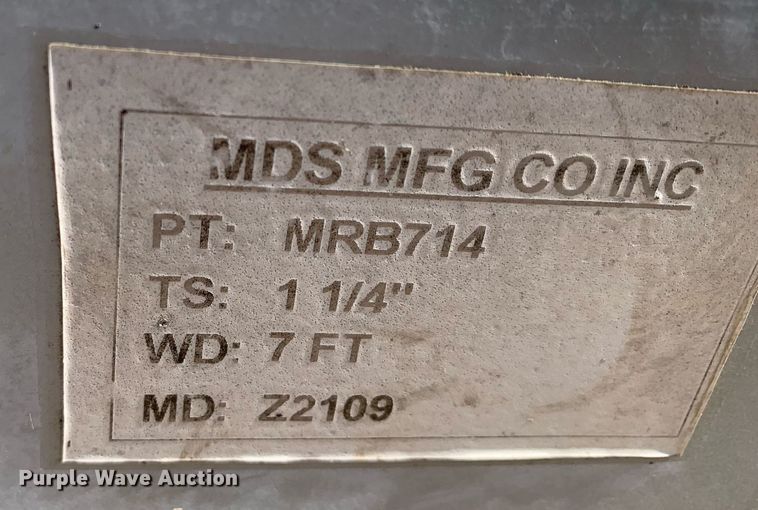 MDS MFG CO INC
PT: MRB714
TS: 1 1/4"
WD: 7 FT
MD: Z2109
Purple Wave Auction®